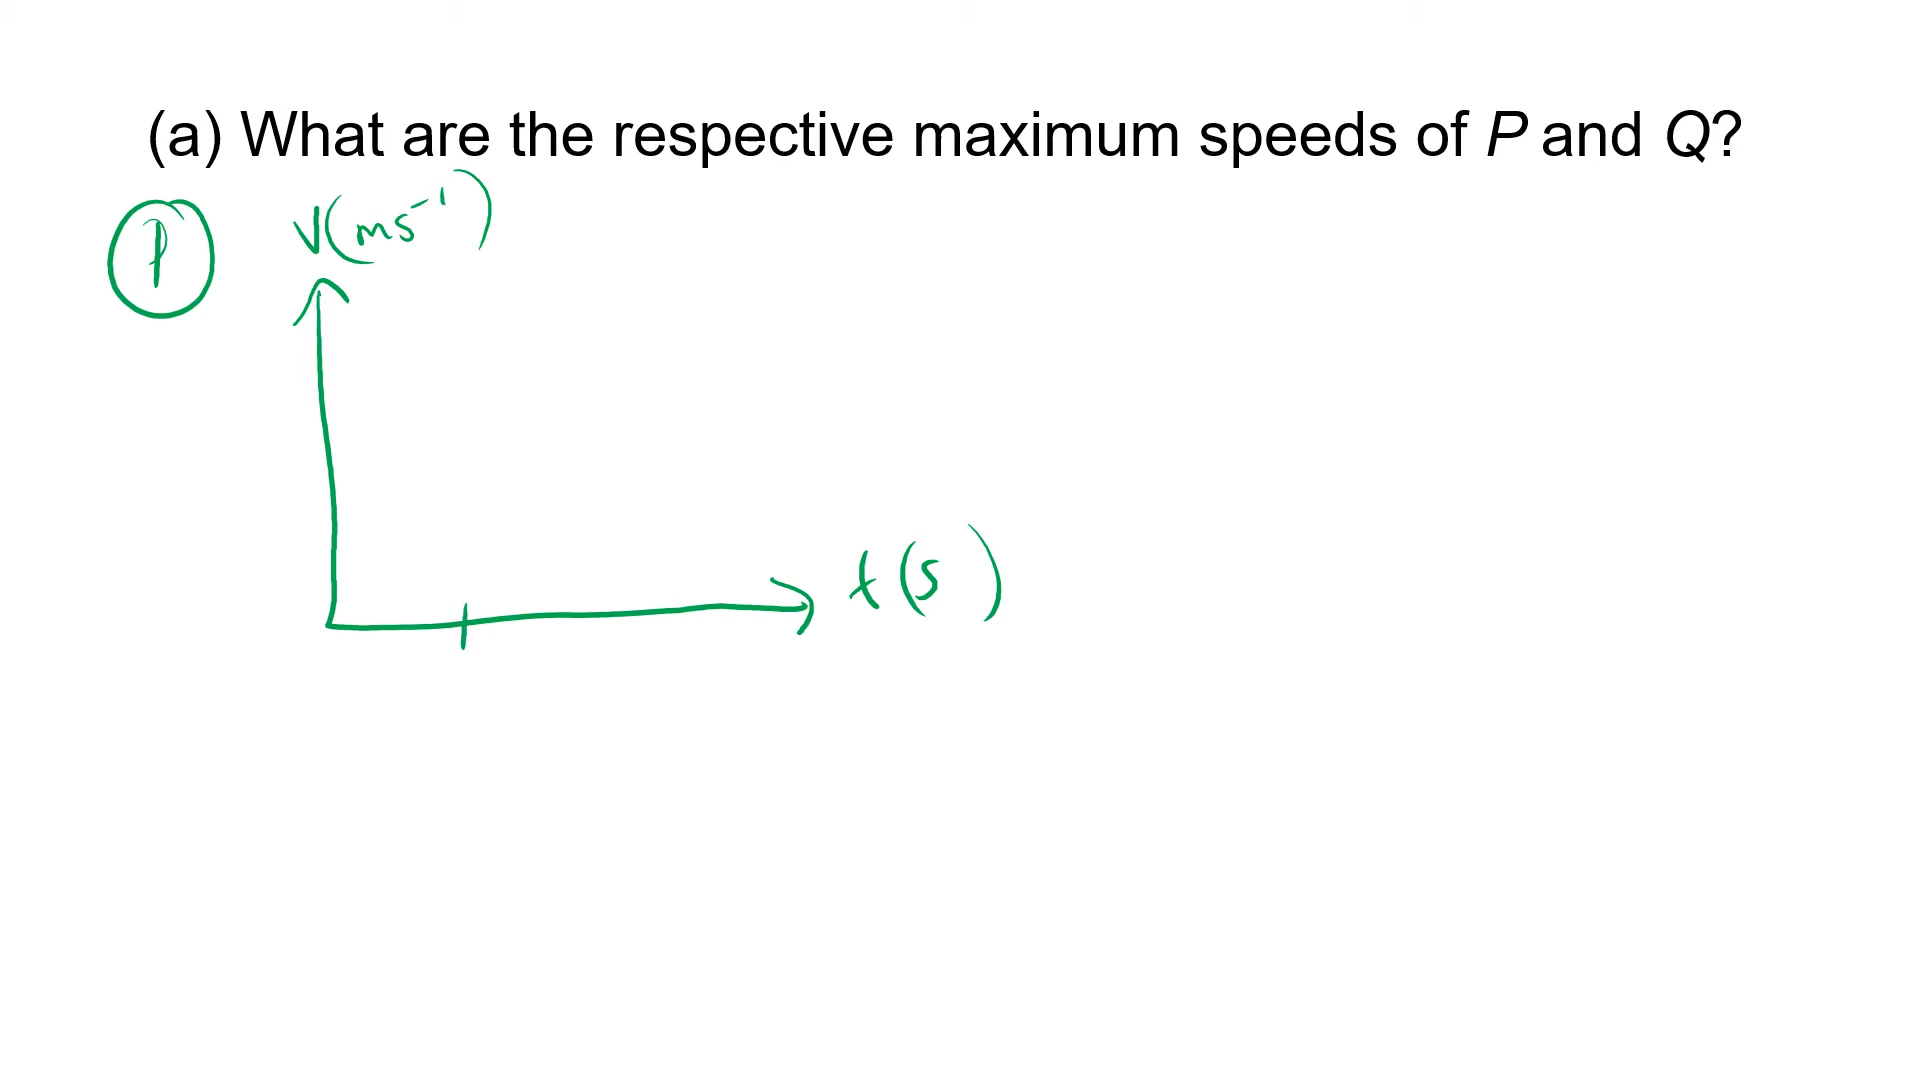 (a) What are the respective maximum speeds of P and Q?
P
v(ms⁻¹)
t(s)